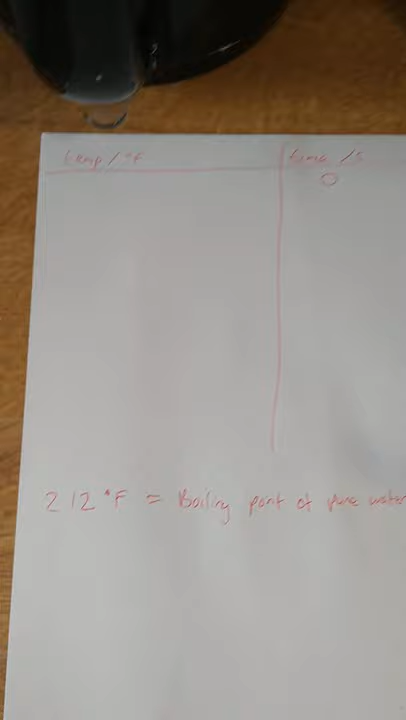 temp / °F time / s
0
212 °F = Boiling point of pure water